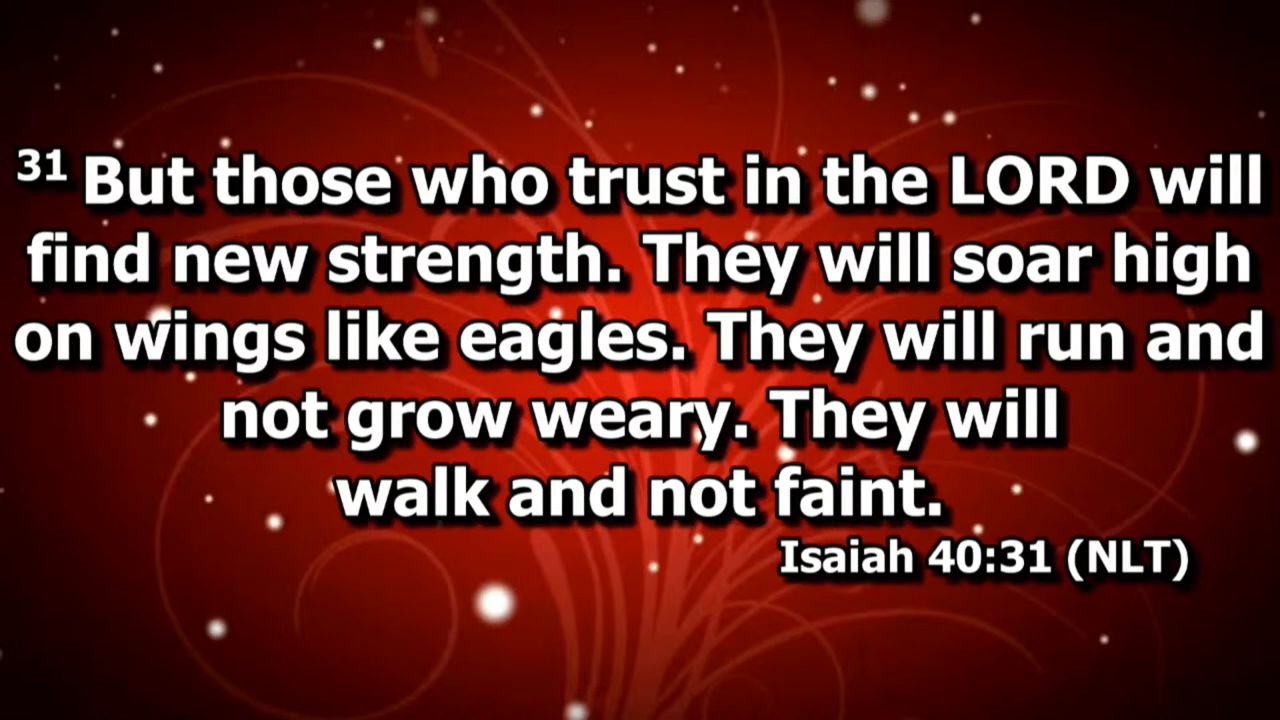 31 But those who trust in the LORD will
find new strength. They will soar high
on wings like eagles. They will run and
not grow weary. They will
walk and not faint.
Isaiah 40:31 (NLT)